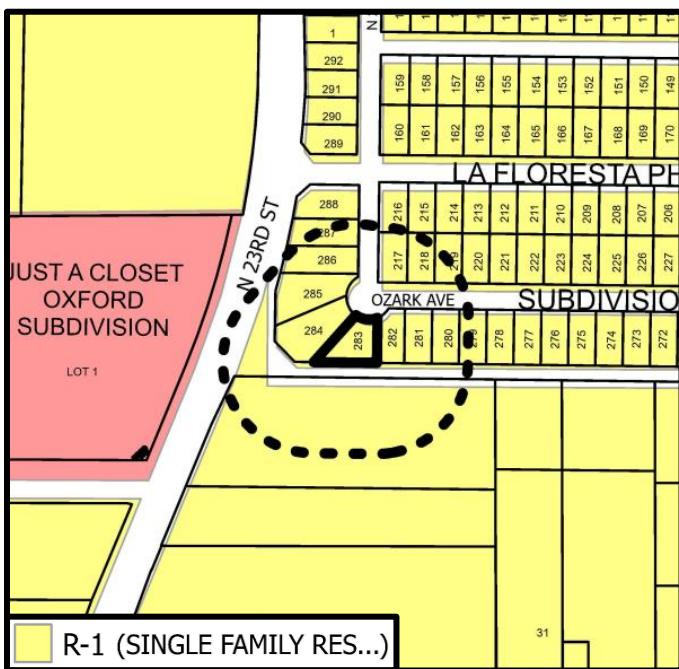 1
292
291
290
289
N
159 158 157 156 155 154 153 152 151 150 149
160 161 162 163 164 165 166 167 168 169 170
LA FLORESTA PH
N 23RD ST
288
287
286
285
284
283
216 215 214 213 212 211 210 209 208 207 206
217 218 219 220 221 222 223 224 225 226 227
OZARK AVE
SUBDIVISIO
282 281 280 279 278 277 276 275 274 273 272
JUST A CLOSET
OXFORD
SUBDIVISION
LOT 1
31
R-1 (SINGLE FAMILY RES...)